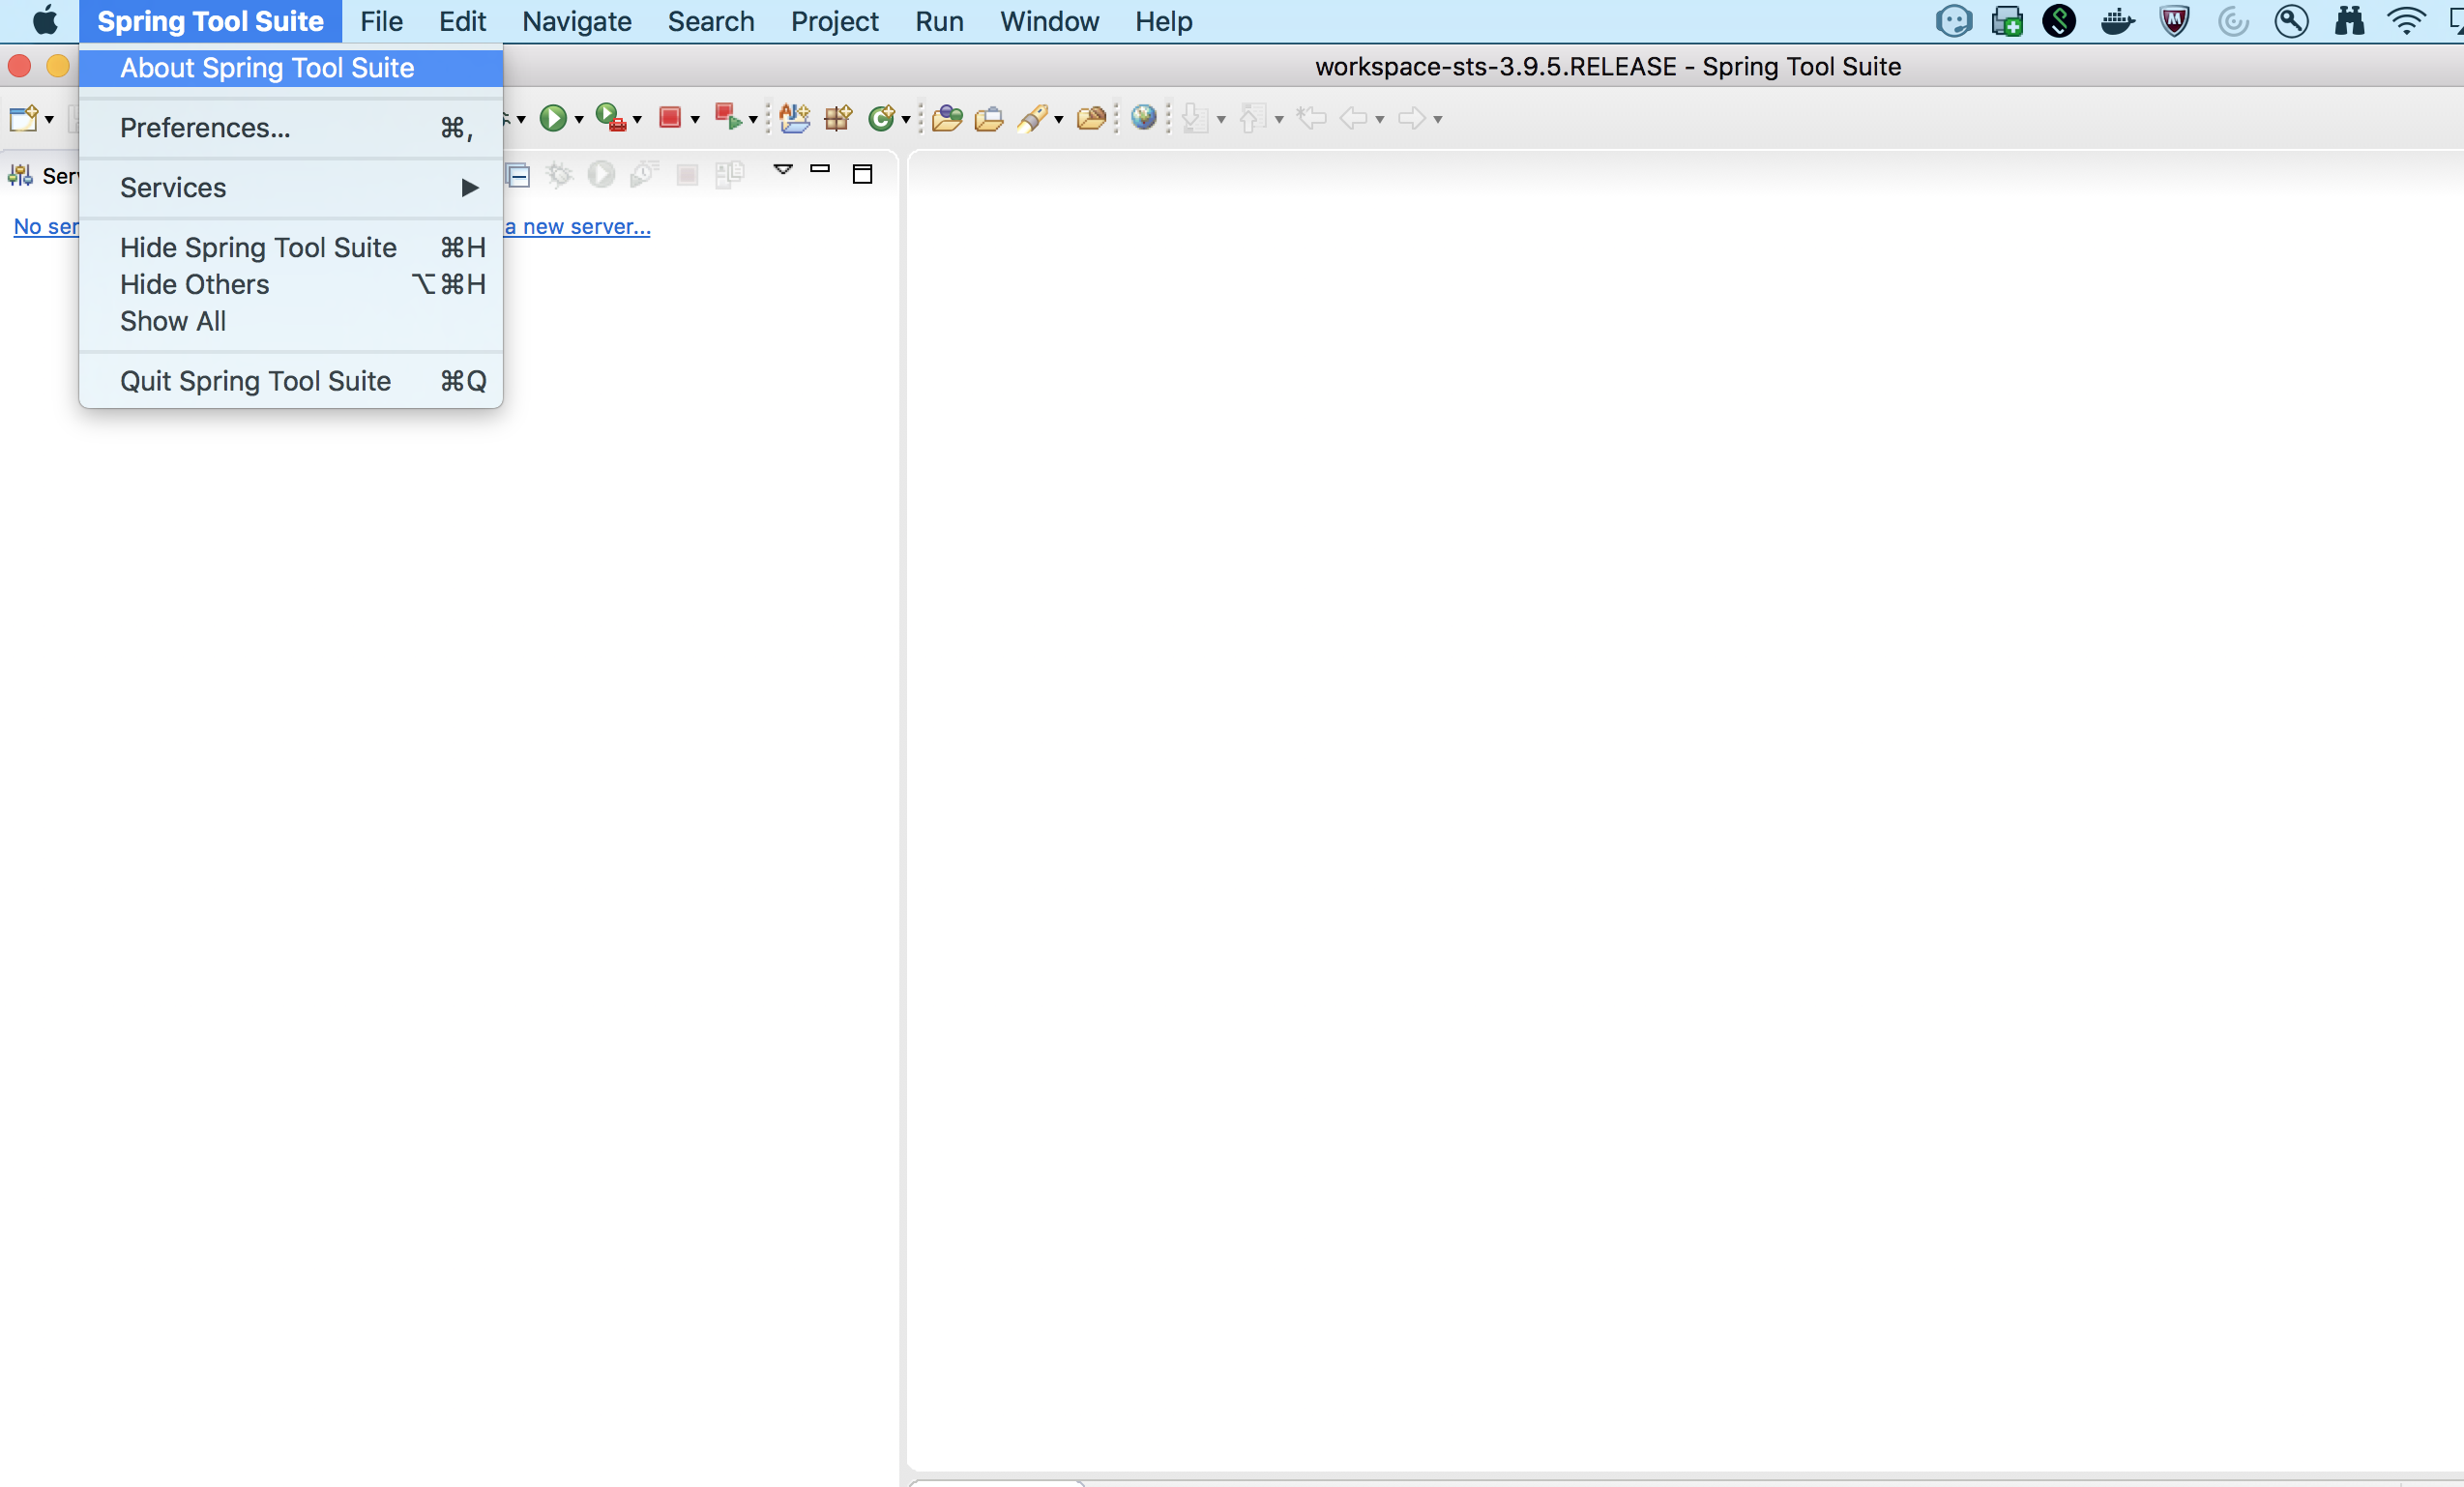 Spring Tool Suite File Edit Navigate Search Project Run Window Help
About Spring Tool Suite
workspace-sts-3.9.5.RELEASE - Spring Tool Suite
Preferences... ⌘,
Ser
Services ▶
No ser
a new server...
Hide Spring Tool Suite ⌘H
Hide Others ⌥⌘H
Show All
Quit Spring Tool Suite ⌘Q